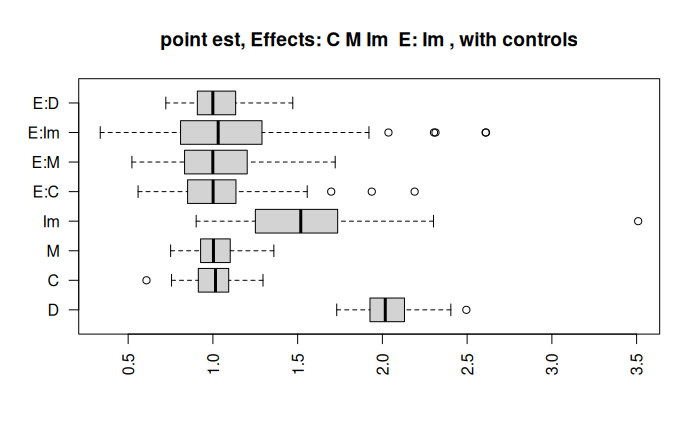 point est, Effects: C M Im  E: Im , with controls
E:D
E:Im
E:M
E:C
Im
M
C
D
0.5 1.0 1.5 2.0 2.5 3.0 3.5